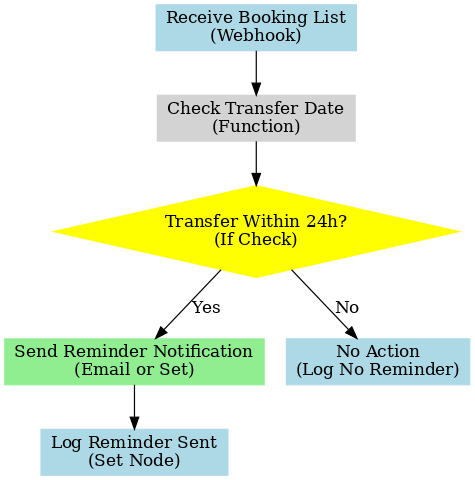 Receive Booking List
(Webhook)
Check Transfer Date
(Function)
Transfer Within 24h?
(If Check)
Yes
No
Send Reminder Notification
(Email or Set)
No Action
(Log No Reminder)
Log Reminder Sent
(Set Node)